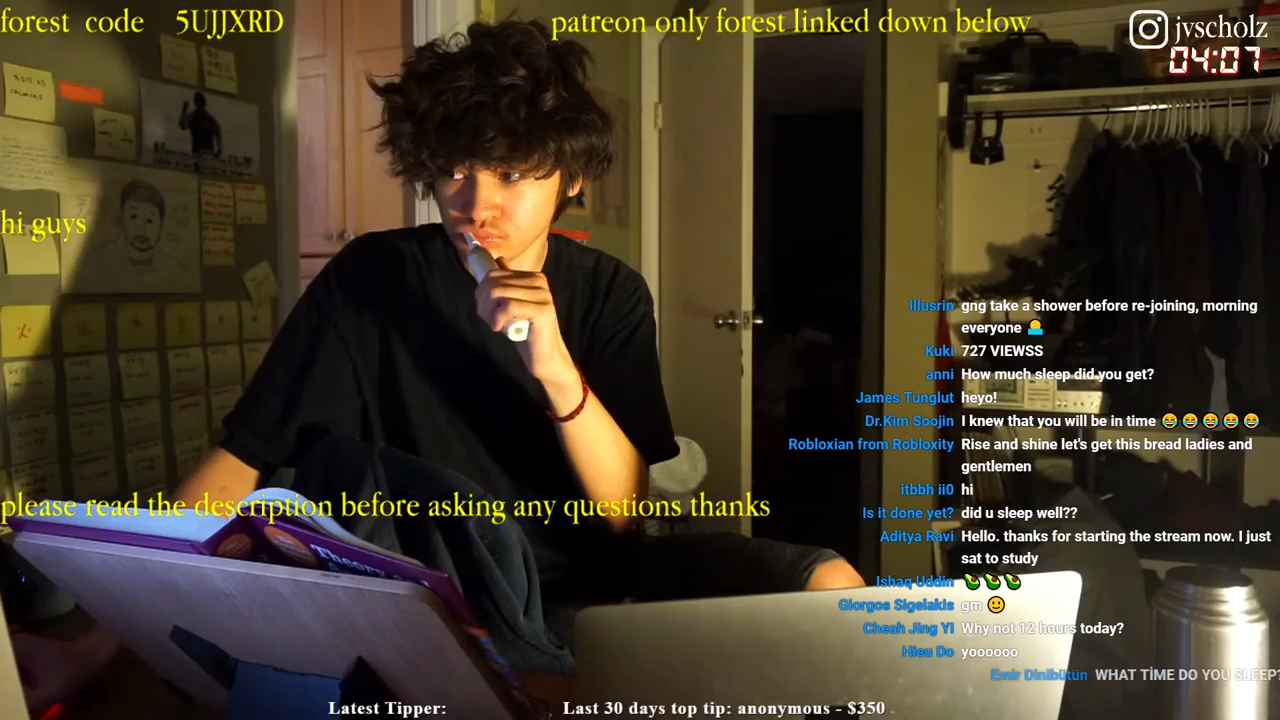 forest code 5UJJXRD
patreon only forest linked down below
jvscholz
04:07
hi guys
Illusrin gng take a shower before re-joining, morning
everyone
Kuki 727 VIEWSS
anni How much sleep did you get?
James Tunglut heyo!
Dr.Kim Soojin I knew that you will be in time
Robloxian from Robloxity Rise and shine let's get this bread ladies and
gentlemen
itbbh ii0 hi
Is it done yet? did u sleep well??
Aditya Ravi Hello. thanks for starting the stream now. I just
sat to study
Ishaq Uddin
Giorgos Sigelakis gm
Cheah Jing Yi Why not 12 hours today?
Hieu Do yoooooo
Emir Dinibütün WHAT TİME DO YOU SLEEP?
please read the description before asking any questions thanks
Theory
Latest Tipper:
Last 30 days top tip: anonymous - $350